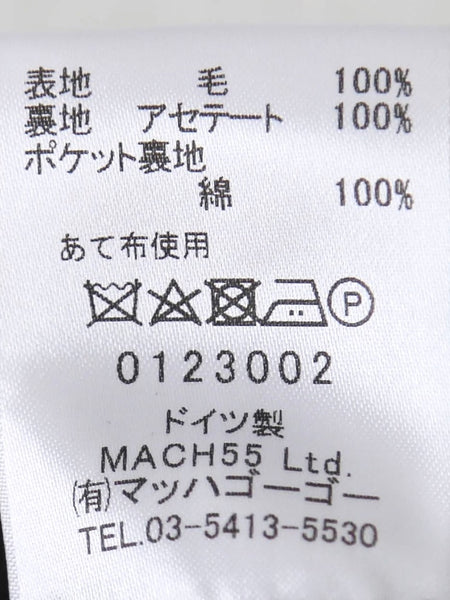 表地 毛 100%
裏地 アセテート 100%
ポケット裏地
綿 100%
あて布使用
P
0123002
ドイツ製
MACH55 Ltd.
(有)マッハゴーゴー
TEL.03-5413-5530